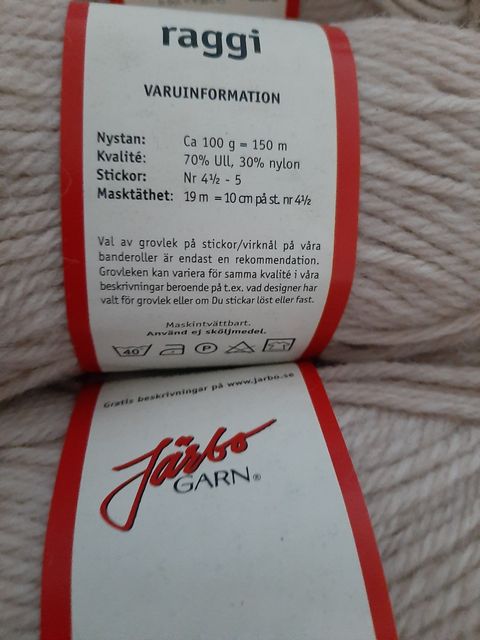 raggi
VARUINFORMATION
Nystan: Ca 100 g = 150 m
Kvalité: 70% Ull, 30% nylon
Stickor: Nr 4½ - 5
Masktäthet: 19 m = 10 cm på st. nr 4½
Val av grovlek på stickor/virknål på våra
banderoller är endast en rekommendation.
Grovleken kan variera för samma kvalité i våra
beskrivningar beroende på t.ex. vad designer har
valt för grovlek eller om Du stickar löst eller fast.
Maskintvättbart.
Använd ej sköljmedel.
40 P
Gratis beskrivningar på www.jarbo.se
Järbo
GARN®